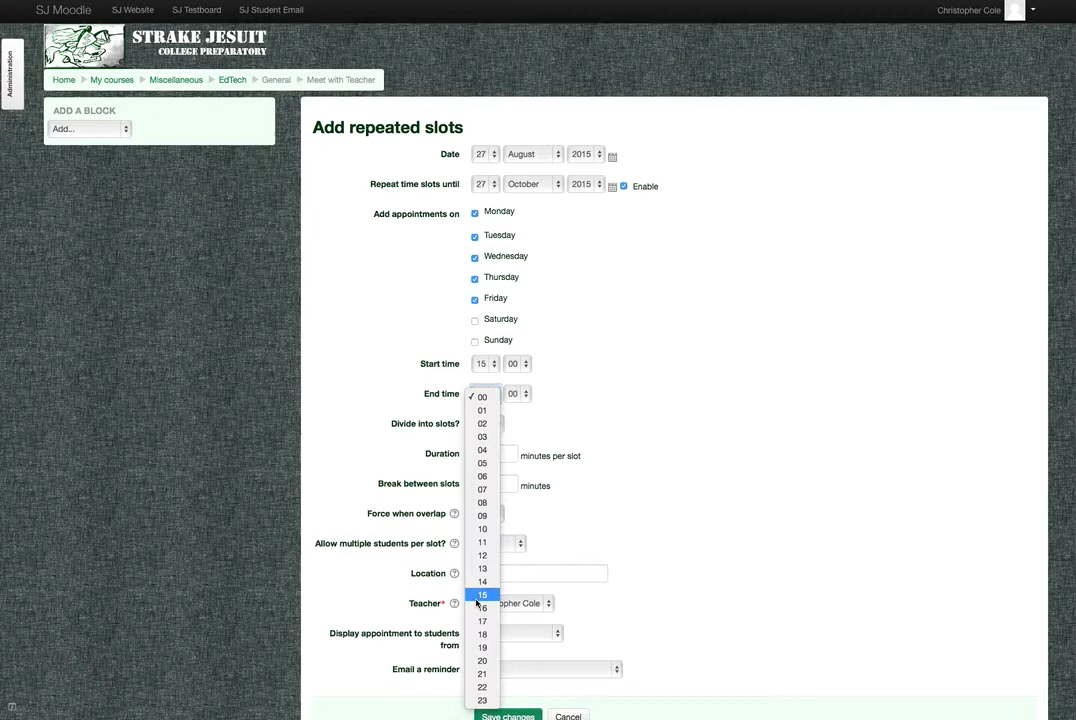 SJ Moodle SJ Website SJ Testboard SJ Student Email Christopher Cole
Administration
STRAKE JESUIT
COLLEGE PREPARATORY
Home My courses Miscellaneous EdTech General Meet with Teacher
ADD A BLOCK
Add...
Add repeated slots
Date 27 August 2015
Repeat time slots until 27 October 2015 Enable
Add appointments on Monday
Tuesday
Wednesday
Thursday
Friday
Saturday
Sunday
Start time 15 00
End time 00
Divide into slots?
Duration minutes per slot
Break between slots minutes
Force when overlap
Allow multiple students per slot?
Location
Teacher* opher Cole
Display appointment to students
from
Email a reminder
✓ 00
01
02
03
04
05
06
07
08
09
10
11
12
13
14
15
16
17
18
19
20
21
22
23
Save changes Cancel